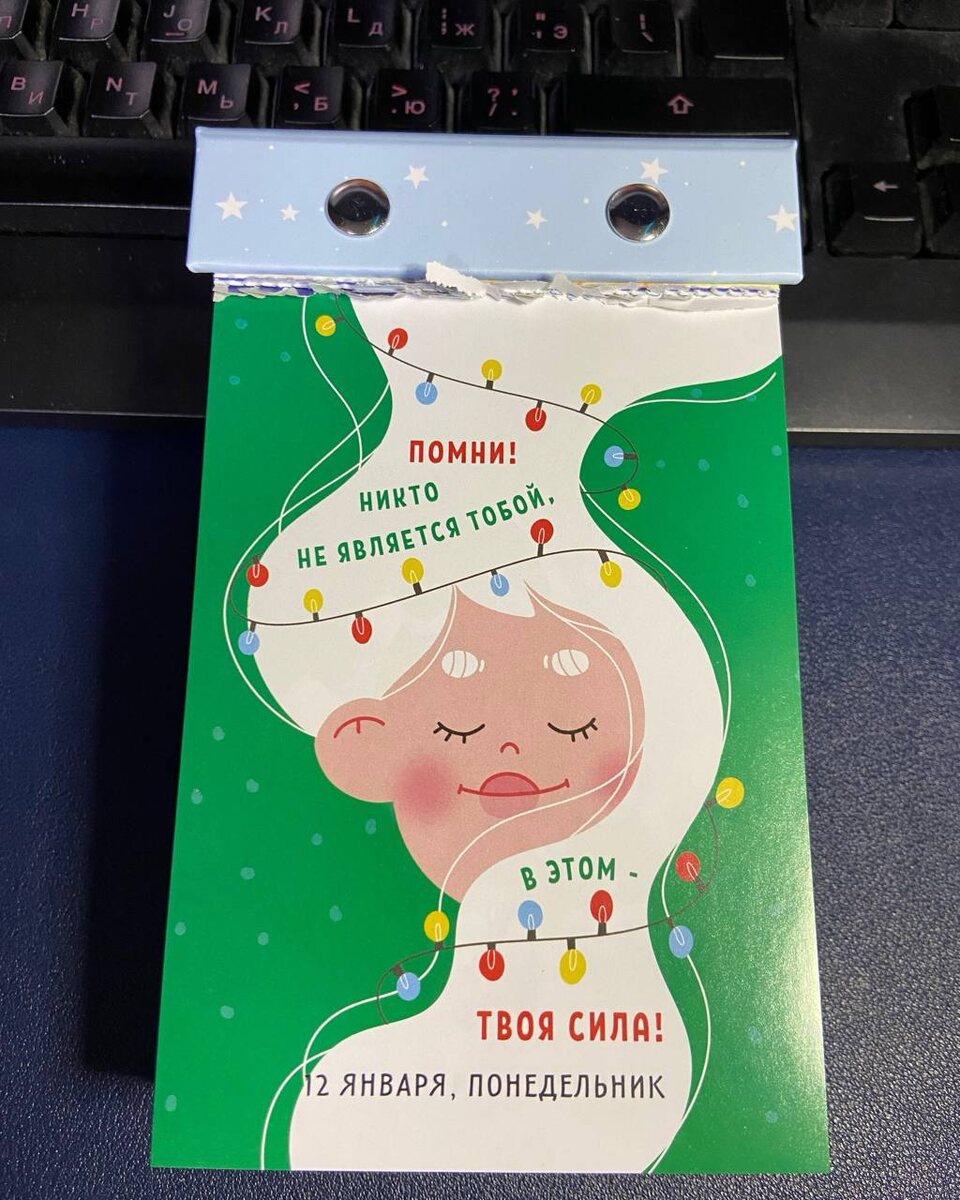 Н Р
J О
К Л
L Д
: ; Ж
" ' Э
! \
В И
N Т
М Ь
< , Б
> . Ю
? / . ,
ПОМНИ!
НИКТО
НЕ ЯВЛЯЕТСЯ ТОБОЙ,
В ЭТОМ -
ТВОЯ СИЛА!
12 ЯНВАРЯ, ПОНЕДЕЛЬНИК